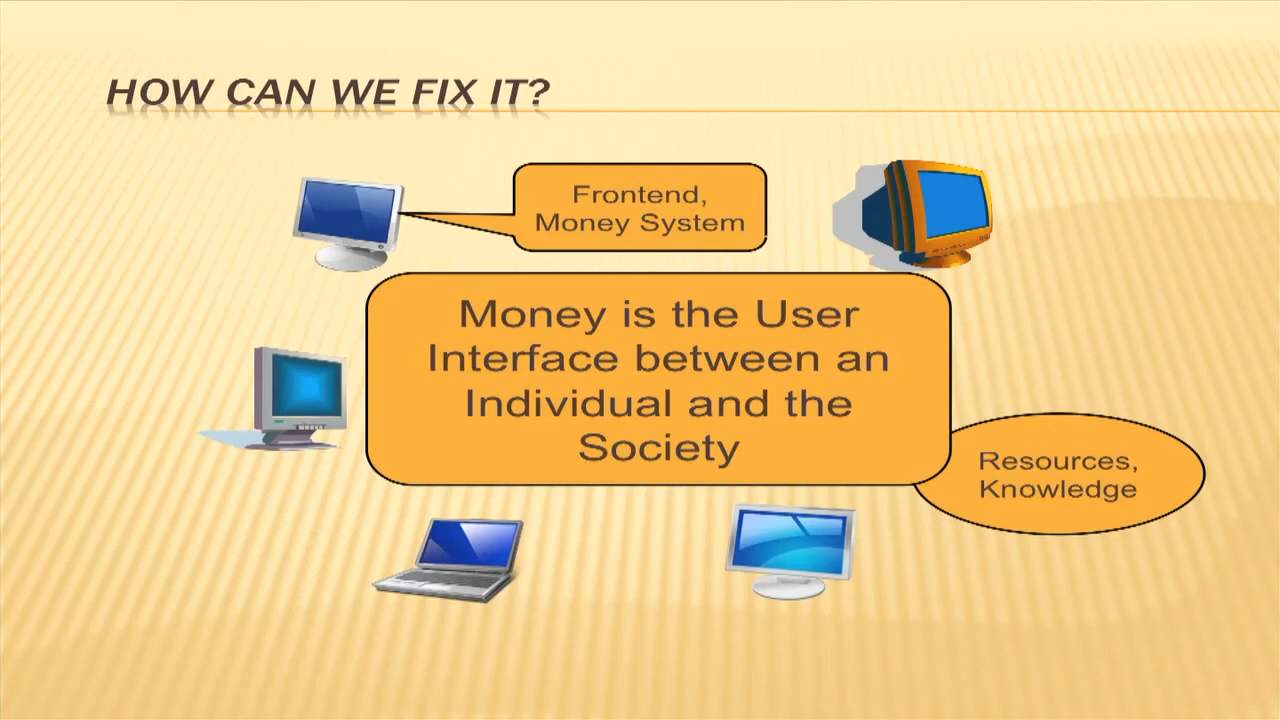 HOW CAN WE FIX IT?
Frontend,
Money System
Money is the User
Interface between an
Individual and the
Society
Resources,
Knowledge